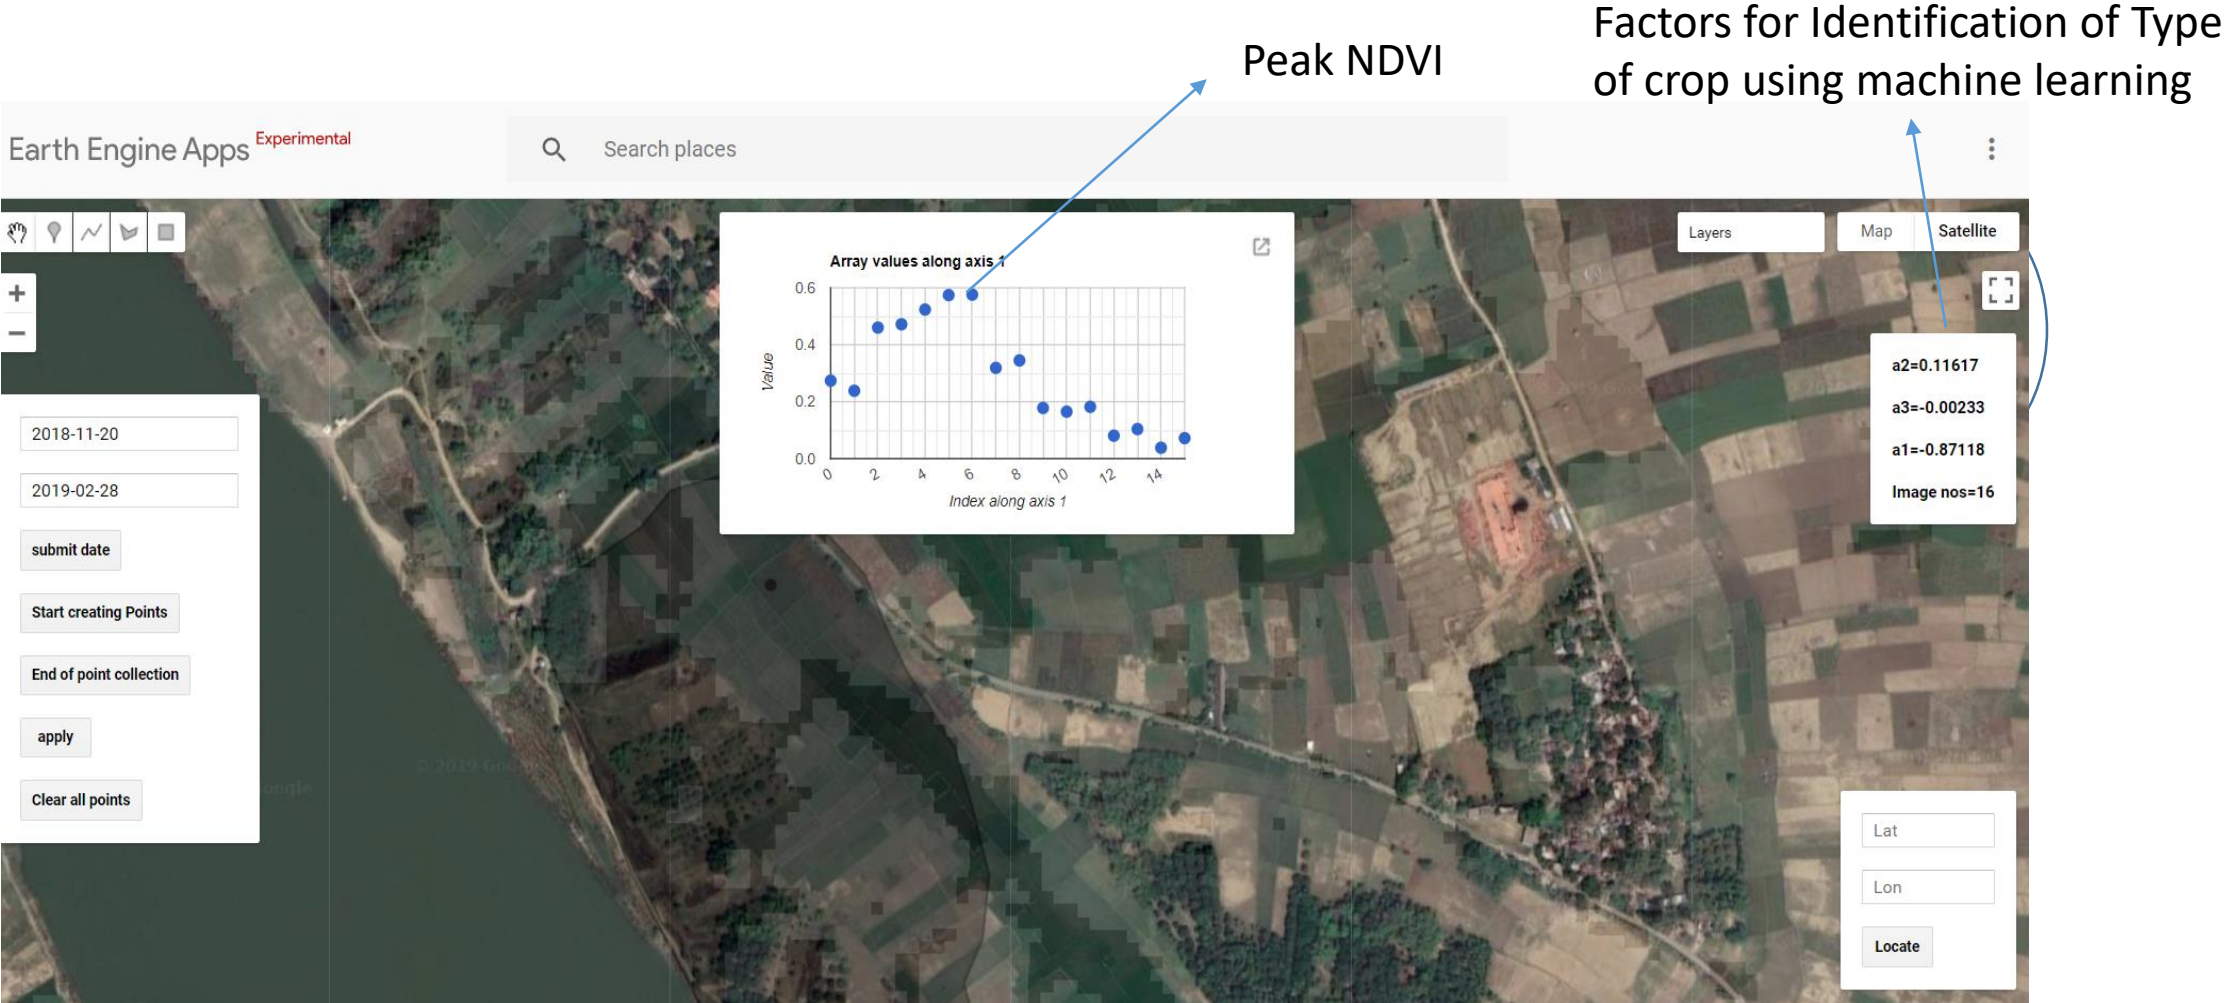 Factors for Identification of Type
of crop using machine learning
Peak NDVI
Earth Engine Apps Experimental
Search places
Layers
Map
Satellite
Array values along axis 1
0.6
0.4
0.2
0.0
Value
0
2
4
6
8
10
12
14
Index along axis 1
a2=0.11617
a3=-0.00233
a1=-0.87118
Image nos=16
2018-11-20
2019-02-28
submit date
Start creating Points
End of point collection
apply
Clear all points
Lat
Lon
Locate